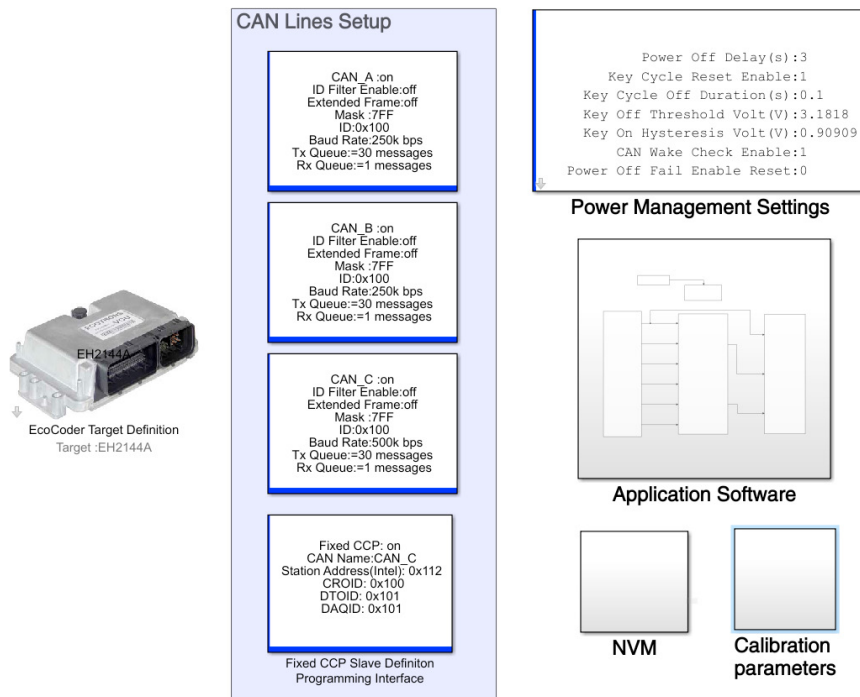 CAN Lines Setup
CAN_A :on
ID Filter Enable:off
Extended Frame:off
Mask :7FF
ID:0x100
Baud Rate:250k bps
Tx Queue:=30 messages
Rx Queue:=1 messages
CAN_B :on
ID Filter Enable:off
Extended Frame:off
Mask :7FF
ID:0x100
Baud Rate:250k bps
Tx Queue:=30 messages
Rx Queue:=1 messages
CAN_C :on
ID Filter Enable:off
Extended Frame:off
Mask :7FF
ID:0x100
Baud Rate:500k bps
Tx Queue:=30 messages
Rx Queue:=1 messages
Fixed CCP: on
CAN Name:CAN_C
Station Address(Intel): 0x112
CROID: 0x100
DTOID: 0x101
DAQID: 0x101
Fixed CCP Slave Definiton
Programming Interface
EH2144A
EcoCoder Target Definition
Target :EH2144A
Power Off Delay(s):3
Key Cycle Reset Enable:1
Key Cycle Off Duration(s):0.1
Key Off Threshold Volt(V):3.1818
Key On Hysteresis Volt(V):0.90909
CAN Wake Check Enable:1
Power Off Fail Enable Reset:0
Power Management Settings
Application Software
NVM
Calibration
parameters